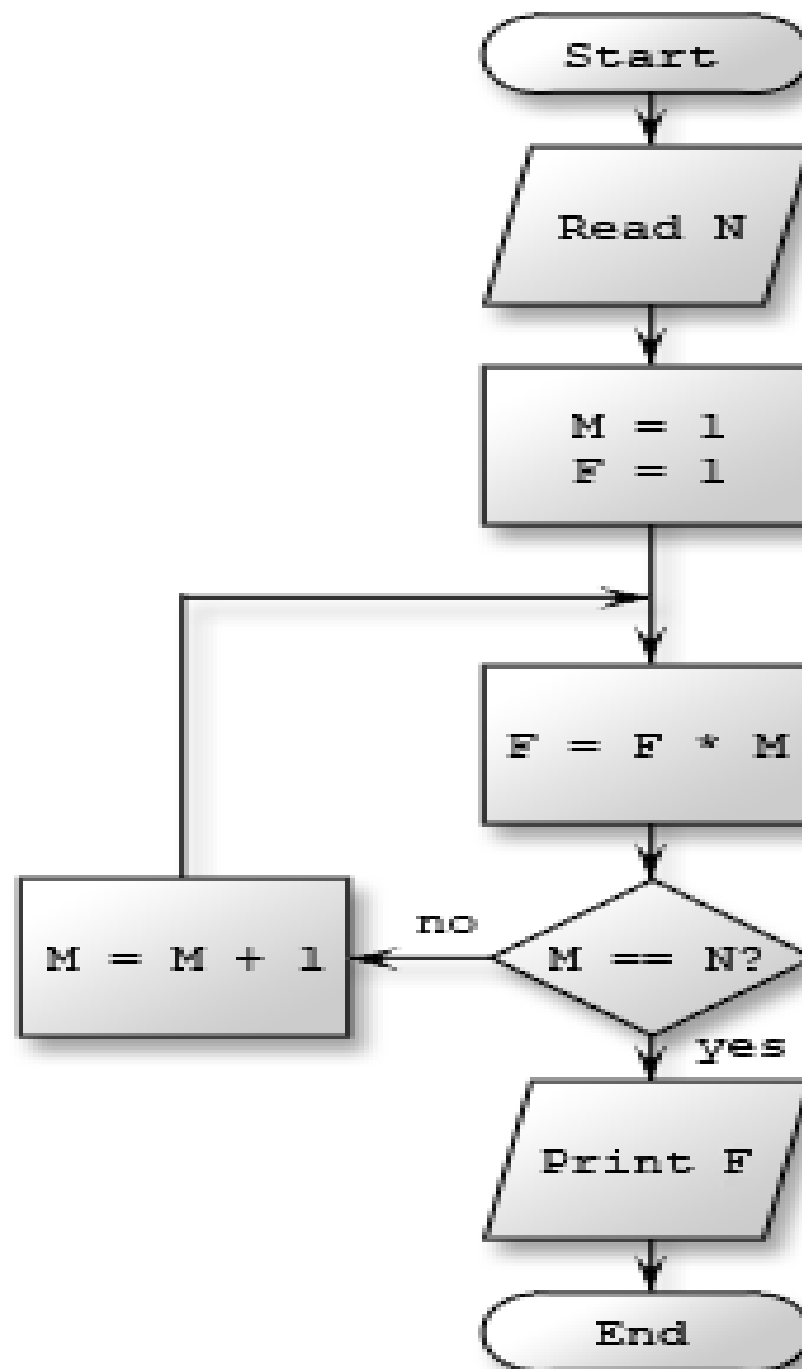 Start
Read N
M = 1
F = 1
F = F * M
no
M = M + 1
M == N?
yes
Print F
End